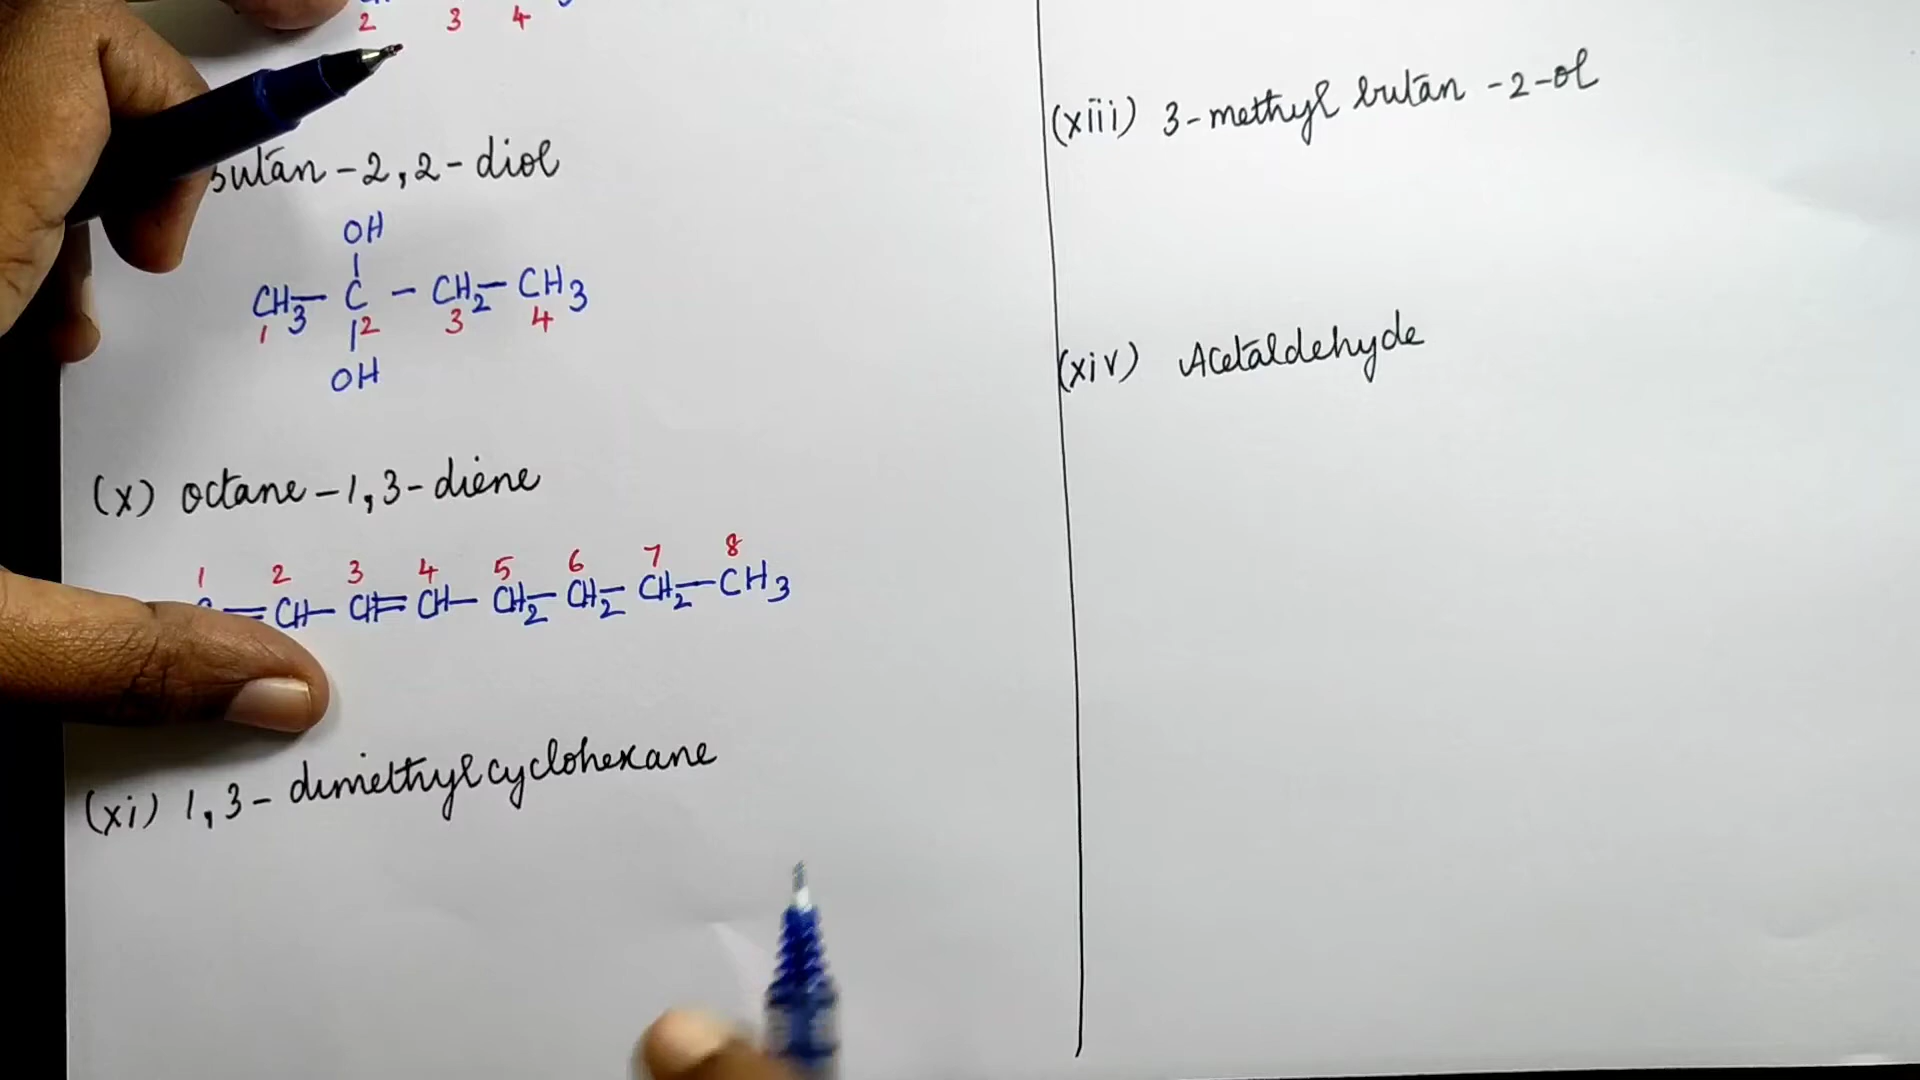 2 3 4
butan-2,2-diol
OH
CH3-C-CH2-CH3
1 2 3 4
OH
(x) octane-1,3-diene
1 2 3 4 5 6 7 8
=CH-CH=CH-CH2-CH2-CH2-CH3
(xi) 1,3-dimethylcyclohexane
(xiii) 3-methyl butan-2-ol
(xiv) Acetaldehyde